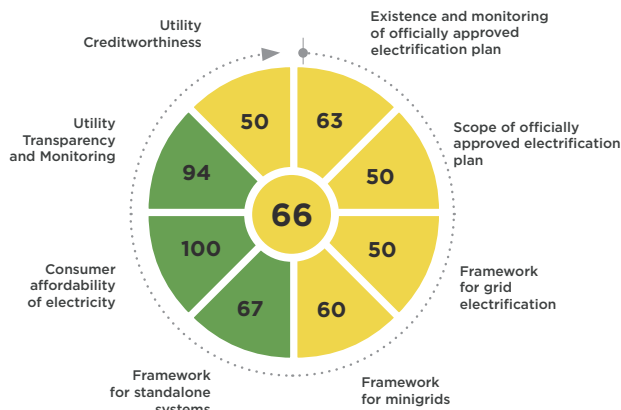 Existence and monitoring
of officially approved
electrification plan
63
Scope of officially
approved electrification
plan
50
Framework
for grid
electrification
50
Framework
for minigrids
60
Framework
for standalone
systems
67
Consumer
affordability
of electricity
100
Utility
Transparency
and Monitoring
94
Utility
Creditworthiness
50
66